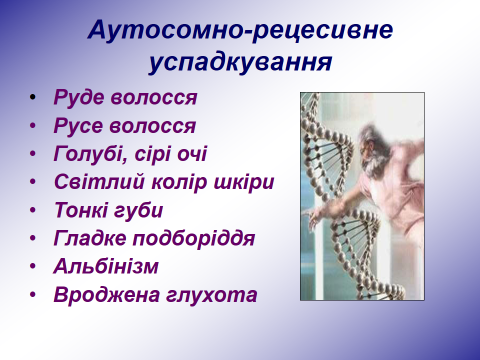 Аутосомно-рецесивне
успадкування
• Руде волосся
• Русе волосся
• Голубі, сірі очі
• Світлий колір шкіри
• Тонкі губи
• Гладке подборіддя
• Альбінізм
• Вроджена глухота